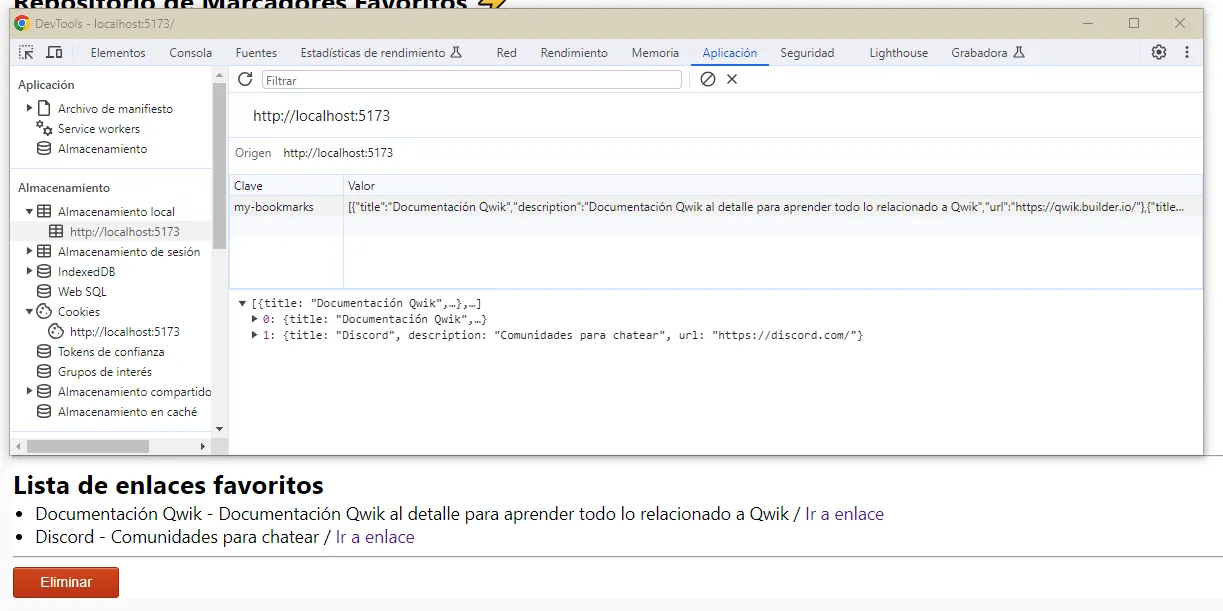 Repositorio de Marcadores Favoritos ⚡
DevTools - localhost:5173/
Elementos Consola Fuentes Estadísticas de rendimiento Red Rendimiento Memoria Aplicación Seguridad Lighthouse Grabadora
Aplicación
Archivo de manifiesto
Service workers
Almacenamiento
Almacenamiento
Almacenamiento local
http://localhost:5173
Almacenamiento de sesión
IndexedDB
Web SQL
Cookies
http://localhost:5173
Tokens de confianza
Grupos de interés
Almacenamiento compartido
Almacenamiento en caché
Filtrar
http://localhost:5173
Origen http://localhost:5173
Clave Valor
my-bookmarks [{"title":"Documentación Qwik","description":"Documentación Qwik al detalle para aprender todo lo relacionado a Qwik","url":"https://qwik.builder.io/"},{"title...
[{title: "Documentación Qwik",…},…]
0: {title: "Documentación Qwik",…}
1: {title: "Discord", description: "Comunidades para chatear", url: "https://discord.com/"}
Lista de enlaces favoritos
• Documentación Qwik - Documentación Qwik al detalle para aprender todo lo relacionado a Qwik / Ir a enlace
• Discord - Comunidades para chatear / Ir a enlace
Eliminar